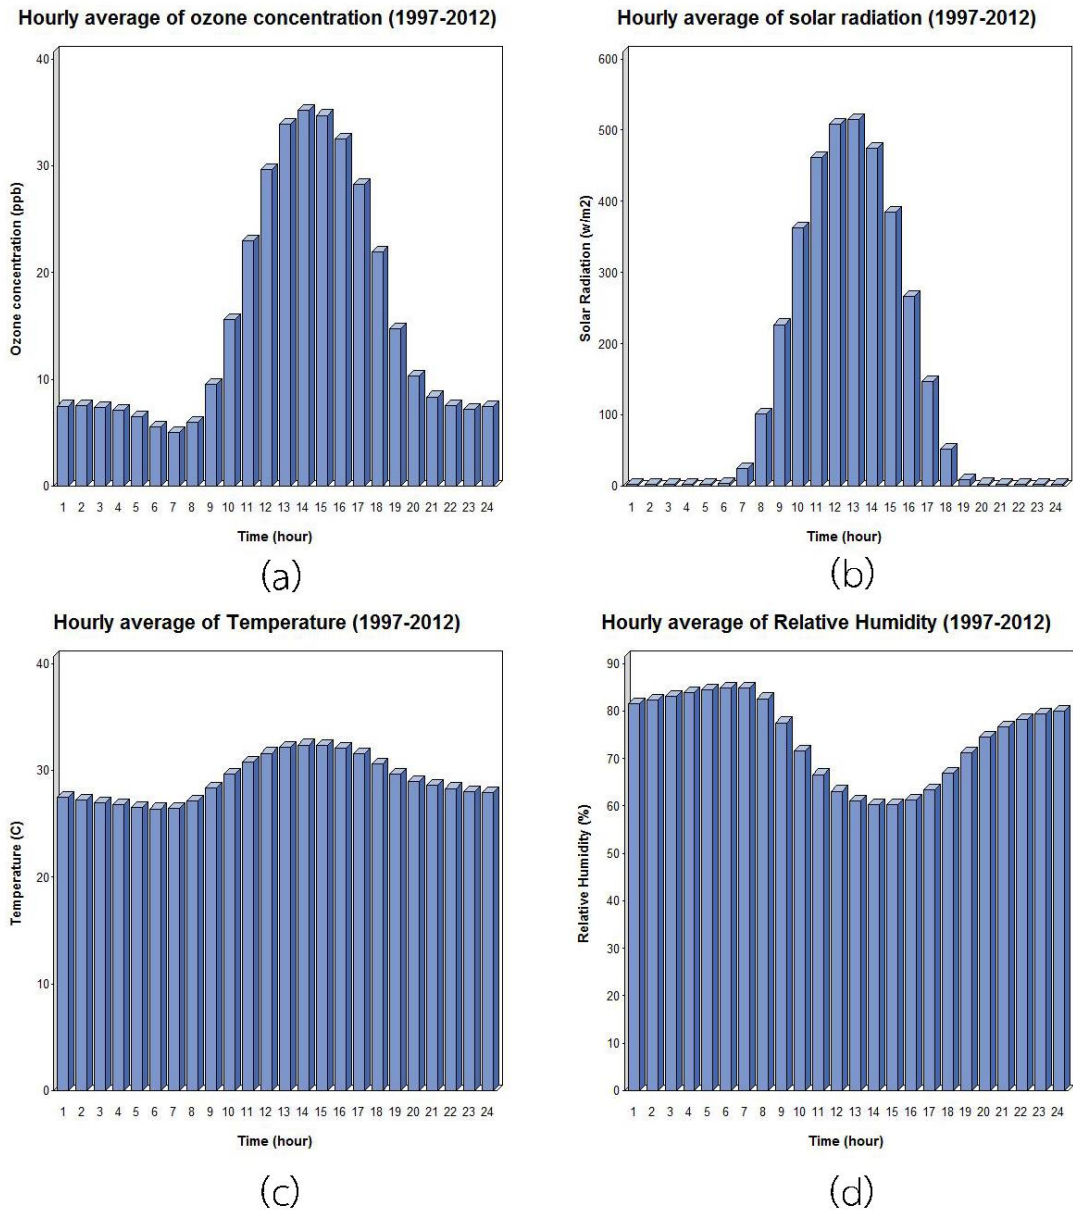 Hourly average of ozone concentration (1997-2012)
40
30
20
10
0
Ozone concentration (ppb)
1 2 3 4 5 6 7 8 9 10 11 12 13 14 15 16 17 18 19 20 21 22 23 24
Time (hour)
(a)
Hourly average of solar radiation (1997-2012)
600
500
400
300
200
100
0
Solar Radiation (w/m2)
1 2 3 4 5 6 7 8 9 10 11 12 13 14 15 16 17 18 19 20 21 22 23 24
Time (hour)
(b)
Hourly average of Temperature (1997-2012)
40
30
20
10
0
Temperature (C)
1 2 3 4 5 6 7 8 9 10 11 12 13 14 15 16 17 18 19 20 21 22 23 24
Time (hour)
(c)
Hourly average of Relative Humidity (1997-2012)
90
80
70
60
50
40
30
20
10
0
Relative Humidity (%)
1 2 3 4 5 6 7 8 9 10 11 12 13 14 15 16 17 18 19 20 21 22 23 24
Time (hour)
(d)